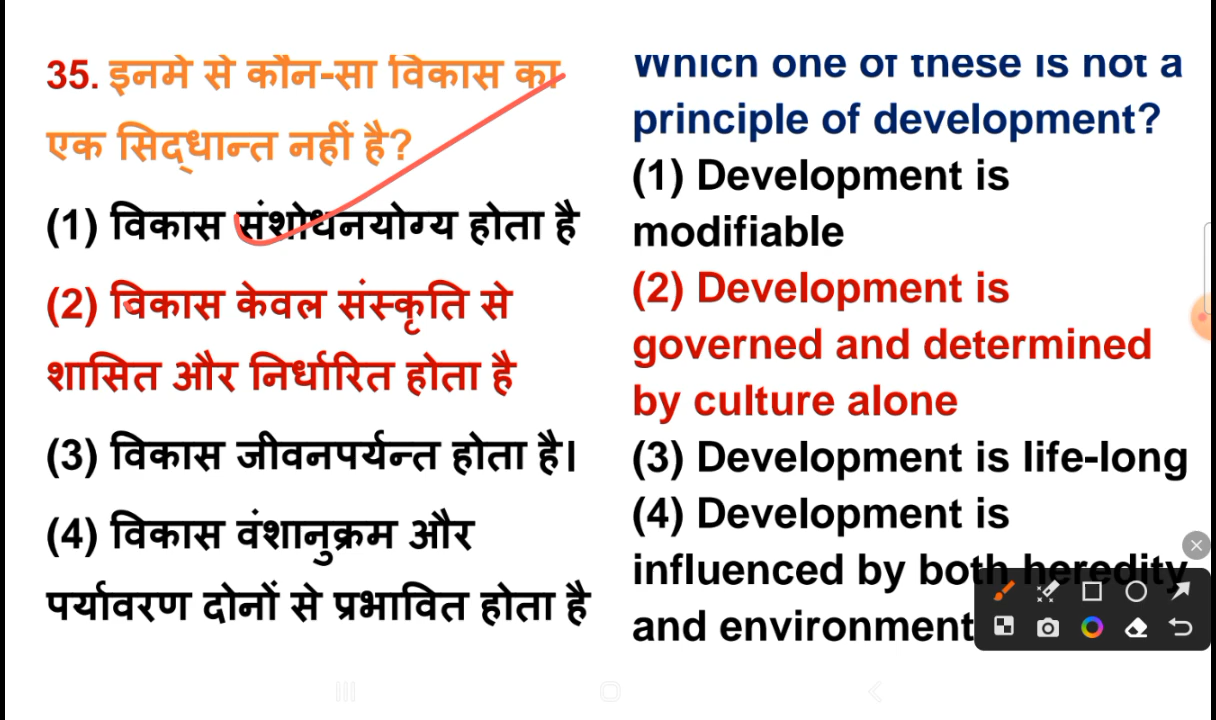 35. इनमे से कौन-सा विकास का
एक सिद्धान्त नहीं है?
(1) विकास संशोधनयोग्य होता है
(2) विकास केवल संस्कृति से
शासित और निर्धारित होता है
(3) विकास जीवनपर्यन्त होता है।
(4) विकास वंशानुक्रम और
पर्यावरण दोनों से प्रभावित होता है
Which one of these is not a
principle of development?
(1) Development is
modifiable
(2) Development is
governed and determined
by culture alone
(3) Development is life-long
(4) Development is
influenced by both heredity
and environment